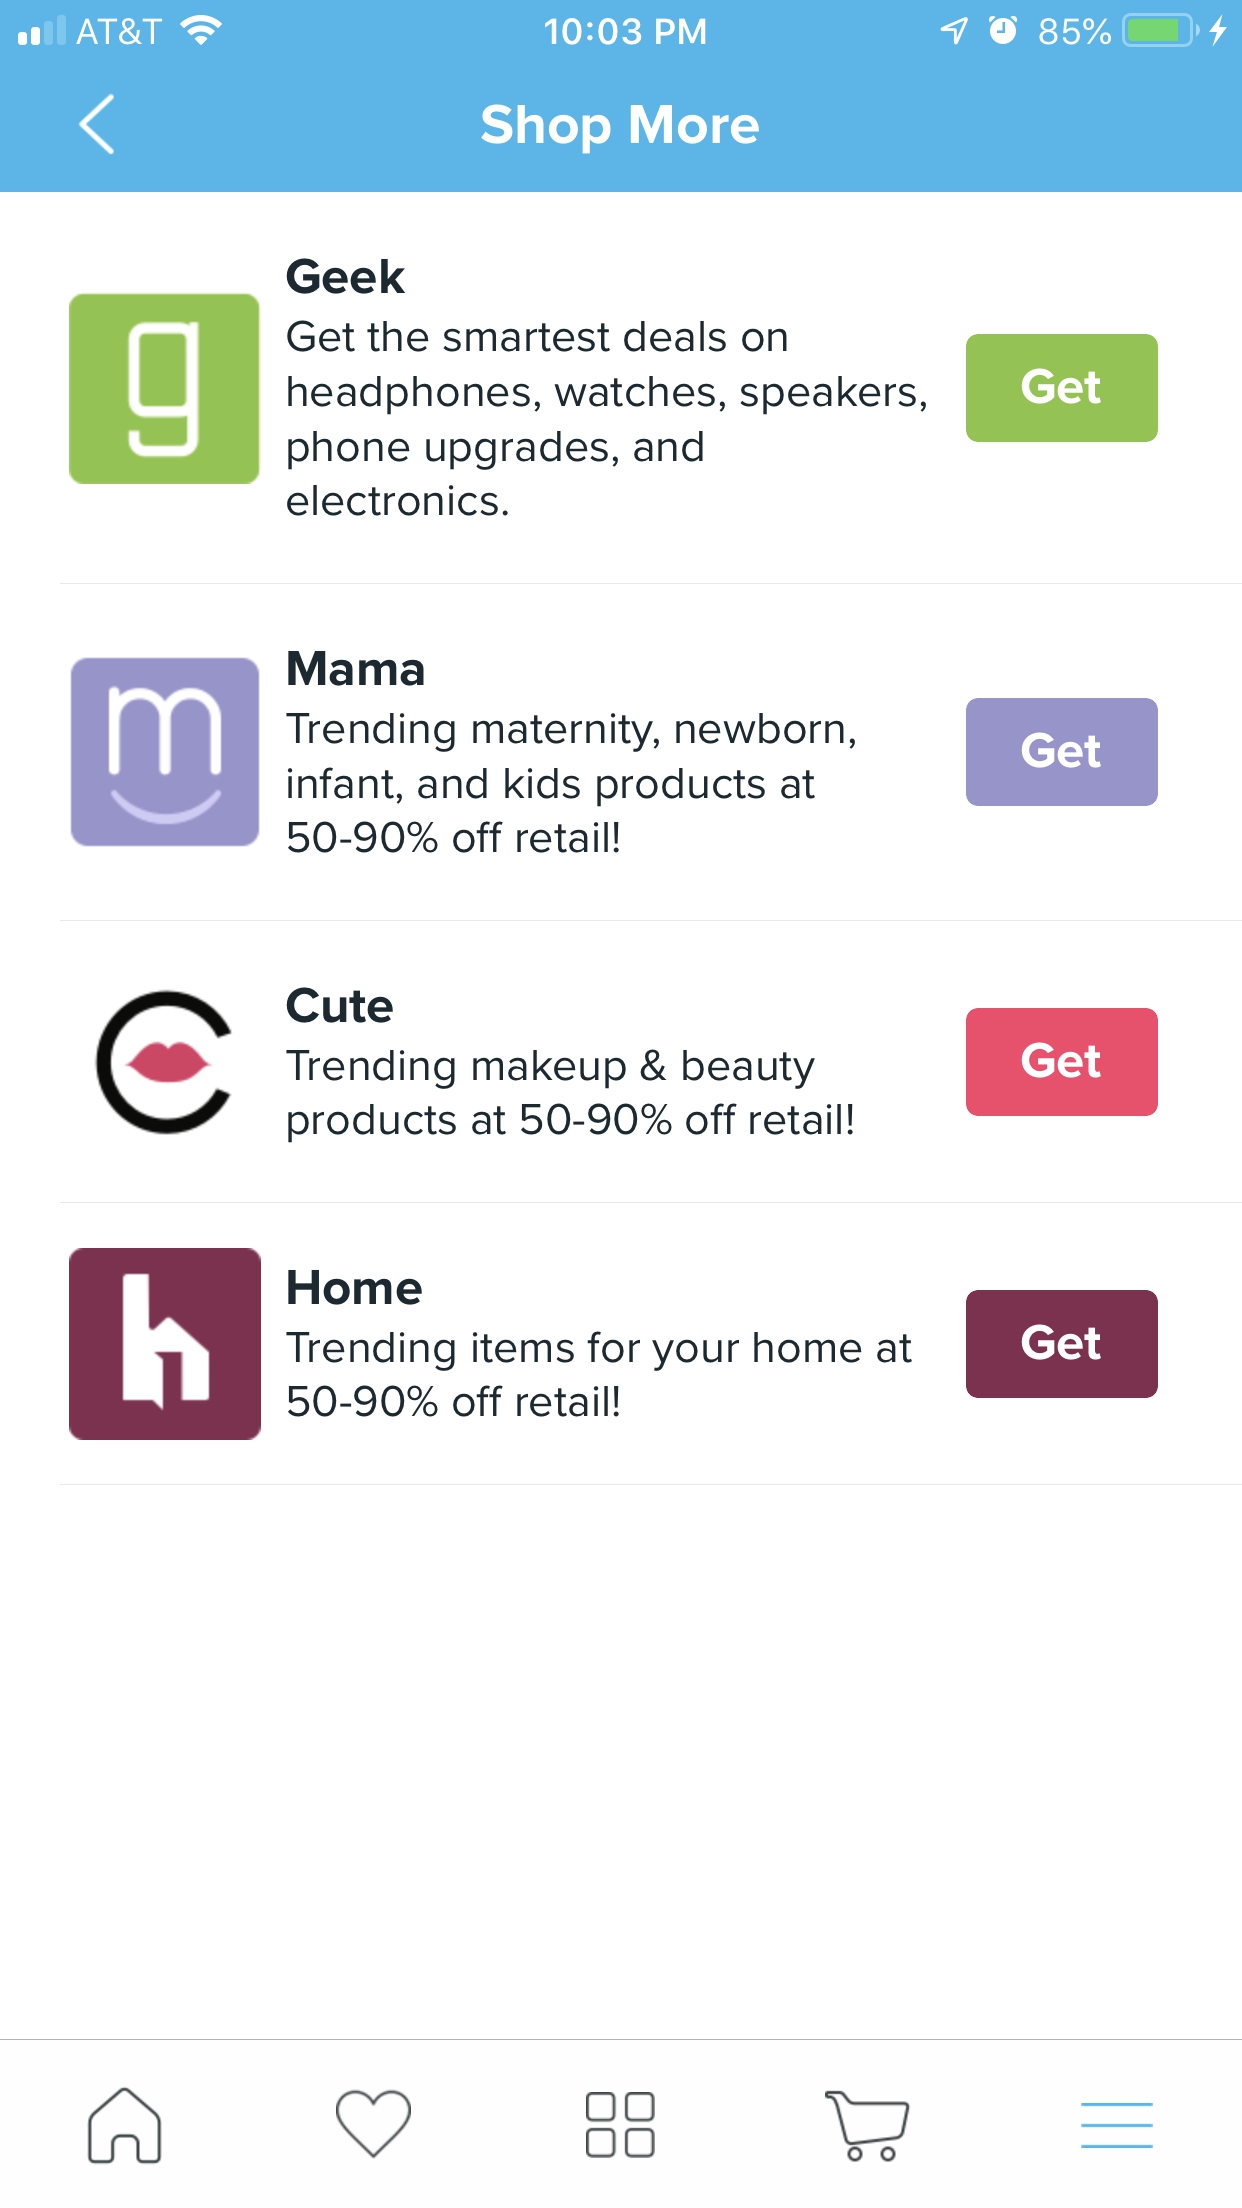 AT&T 10:03 PM 85%
Shop More
Geek
Get the smartest deals on
headphones, watches, speakers,
phone upgrades, and
electronics.
Get
Mama
Trending maternity, newborn,
infant, and kids products at
50-90% off retail!
Get
Cute
Trending makeup & beauty
products at 50-90% off retail!
Get
Home
Trending items for your home at
50-90% off retail!
Get